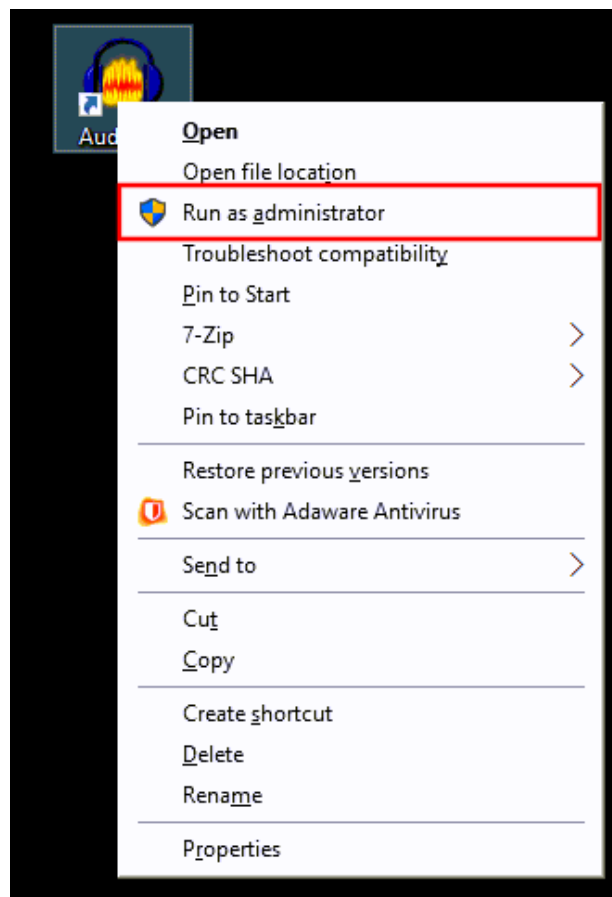 Aud
Open
Open file location
Run as administrator
Troubleshoot compatibility
Pin to Start
7-Zip
CRC SHA
Pin to taskbar
Restore previous versions
Scan with Adaware Antivirus
Send to
Cut
Copy
Create shortcut
Delete
Rename
Properties